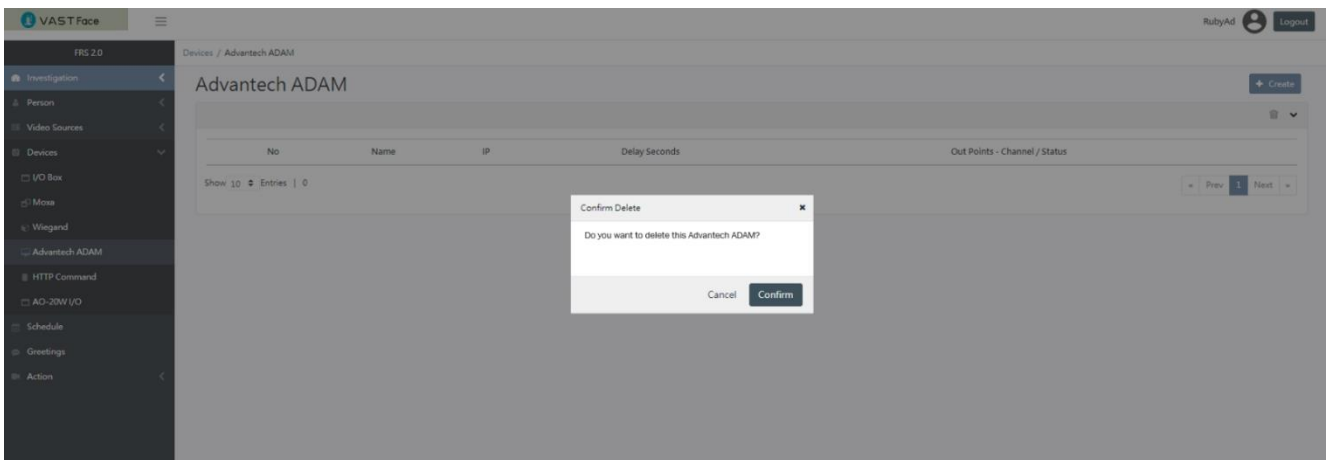 VAST Face
RubyAd
Logout
FRS 2.0
Devices / Advantech ADAM
Investigation
Advantech ADAM
+ Create
Person
Video Sources
Devices
No Name IP Delay Seconds Out Points - Channel / Status
I/O Box
Show 10 Entries | 0
« Prev 1 Next »
Moxa
Confirm Delete
×
Wiegand
Do you want to delete this Advantech ADAM?
Advantech ADAM
HTTP Command
Cancel
Confirm
AO-20W I/O
Schedule
Greetings
Action